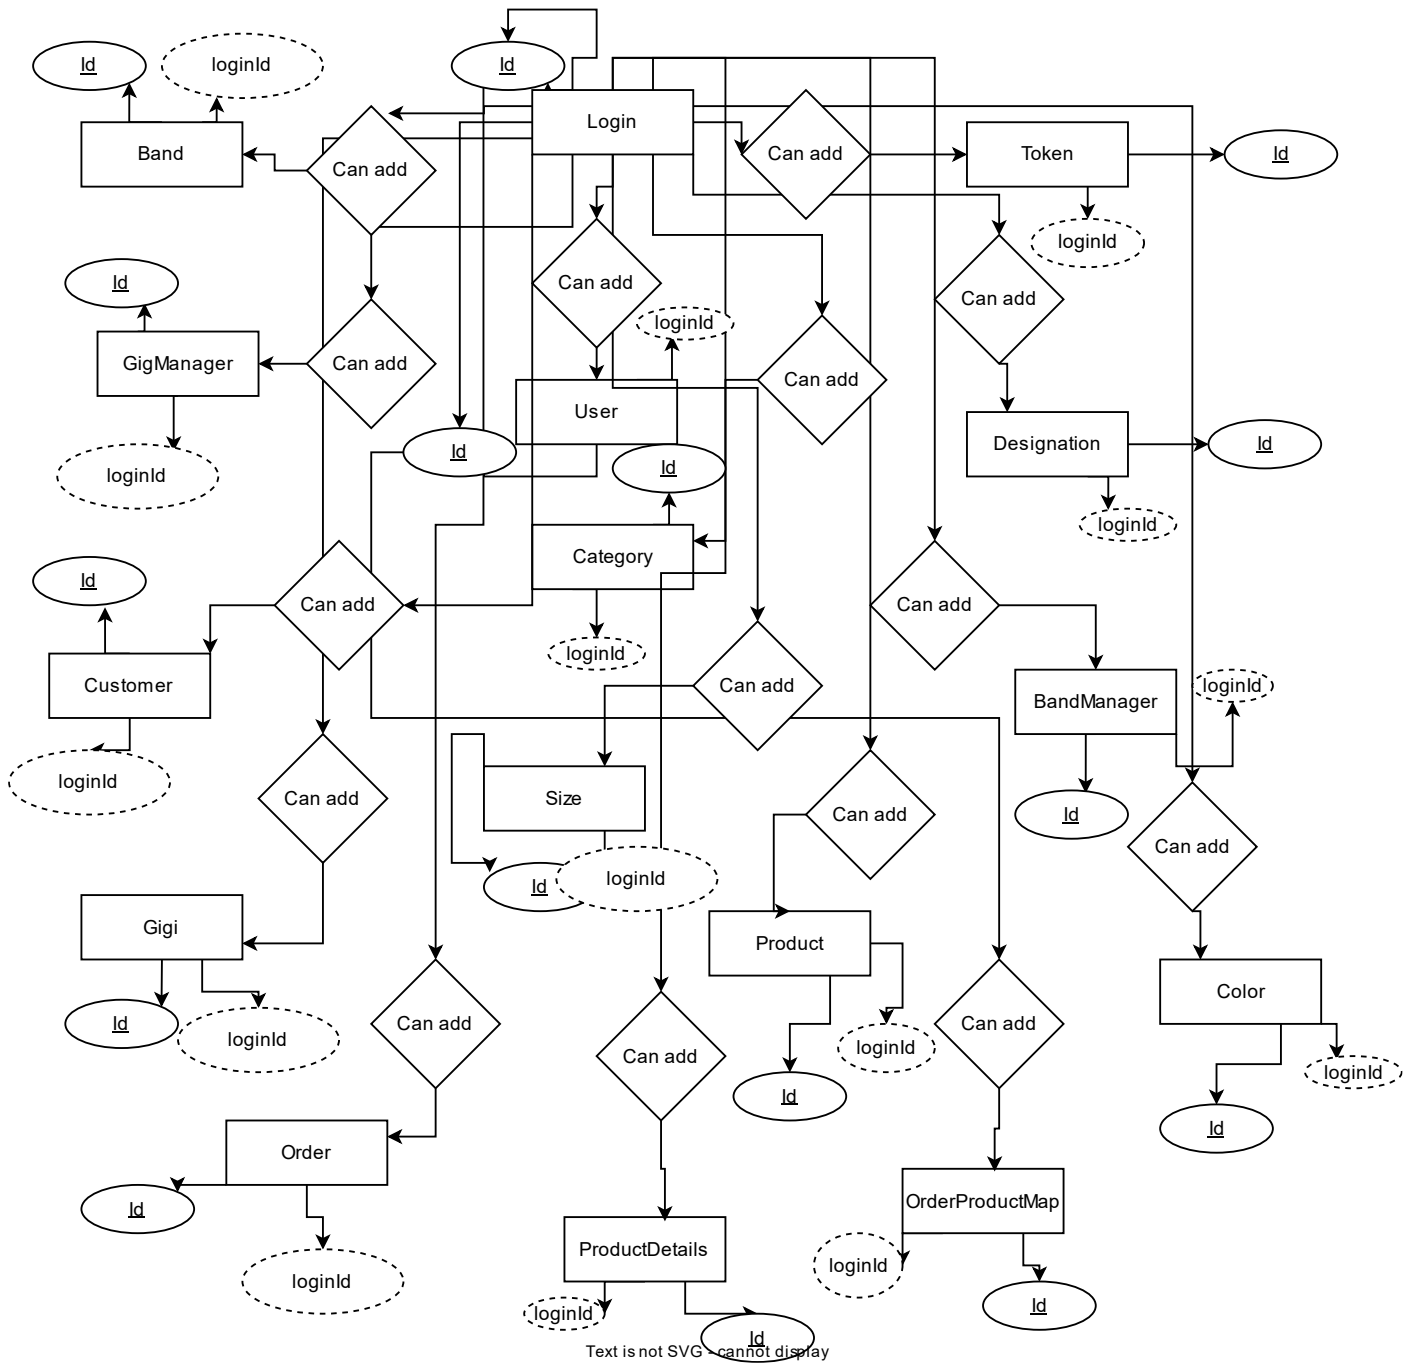 Id
loginId
Id
Login
Band
Can add
Can add
Token
Id
Can add
loginId
Id
Can add
Can add
loginId
GigManager
Can add
Can add
User
Designation
Id
Id
Id
loginId
loginId
Category
Id
Can add
Can add
loginId
Customer
Can add
loginId
BandManager
loginId
Can add
Size
Can add
Id
Can add
Id
loginId
Gigi
Product
Color
Id
loginId
Can add
Can add
loginId
Can add
loginId
Id
Id
Order
OrderProductMap
Id
ProductDetails
loginId
loginId
Id
loginId
Id
Text is not SVG - cannot display